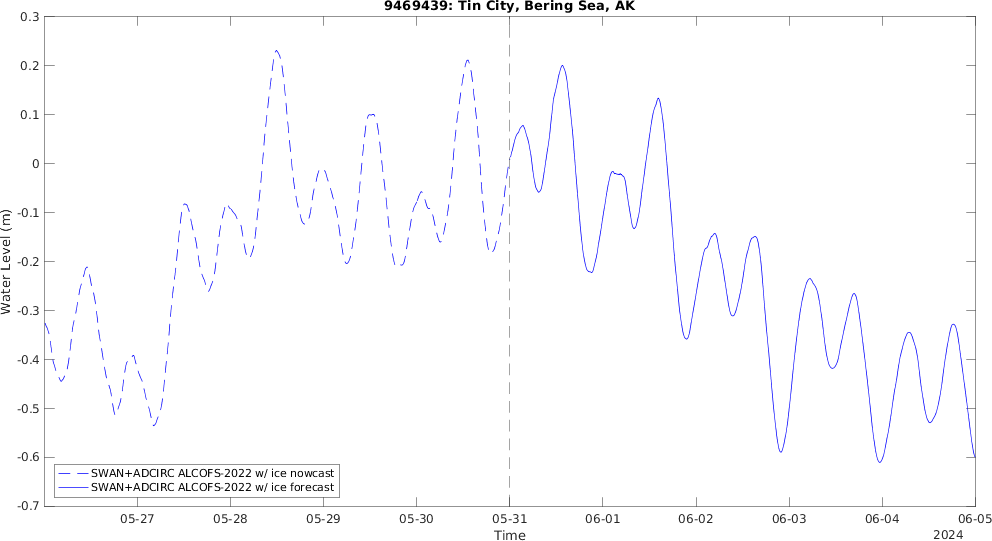 9469439: Tin City, Bering Sea, AK
0.3
0.2
0.1
0
-0.1
-0.2
-0.3
-0.4
-0.5
-0.6
-0.7
Water Level (m)
SWAN+ADCIRC ALCOFS-2022 w/ ice nowcast
SWAN+ADCIRC ALCOFS-2022 w/ ice forecast
05-27 05-28 05-29 05-30 05-31 06-01 06-02 06-03 06-04 06-05
Time
2024